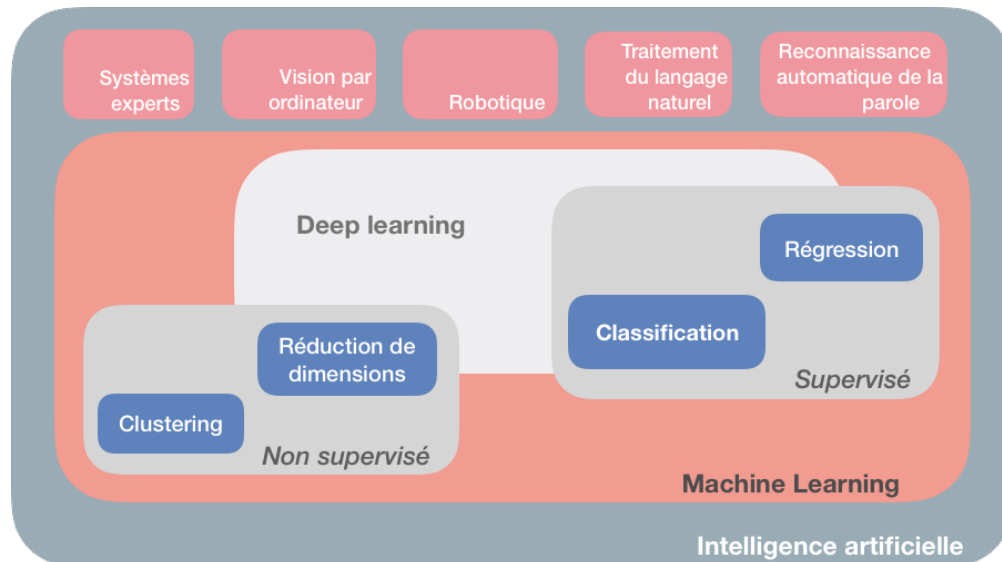 Systèmes
experts
Vision par
ordinateur
Robotique
Traitement
du langage
naturel
Reconnaissance
automatique de la
parole
Deep learning
Régression
Classification
Supervisé
Réduction de
dimensions
Clustering
Non supervisé
Machine Learning
Intelligence artificielle